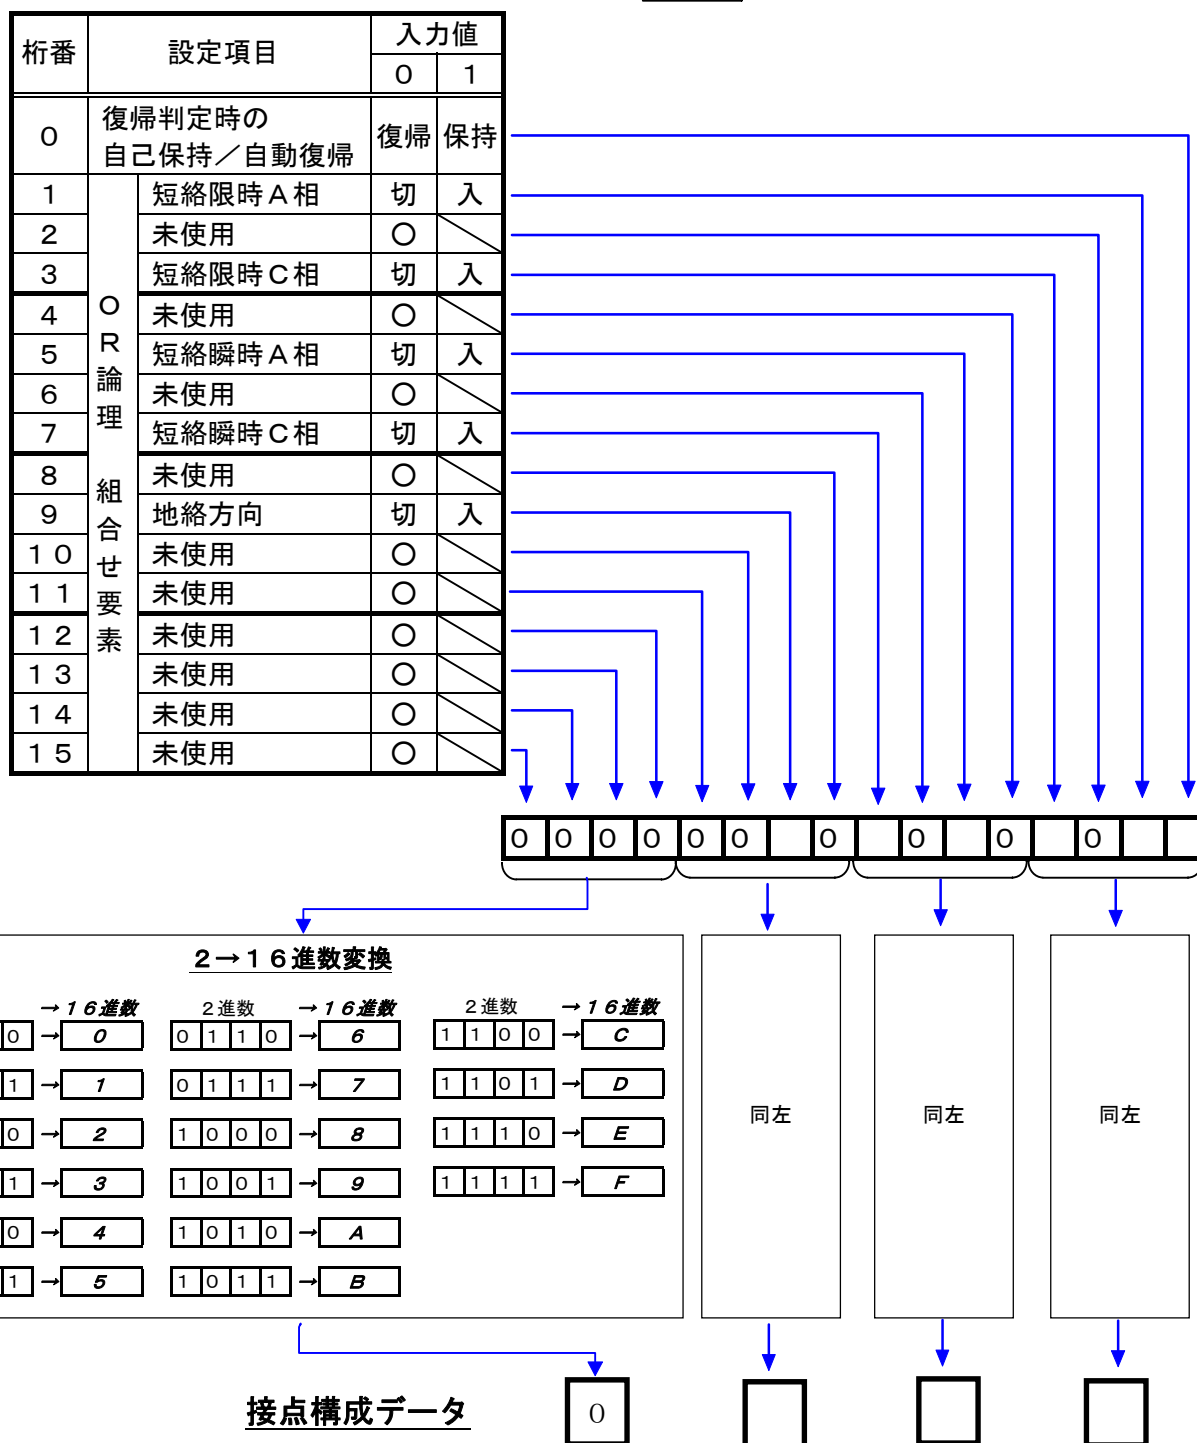 桁番 設定項目 入力値
０ １
０ 復帰判定時の 自己保持／自動復帰 復帰 保持
ＯＲ論理 組合せ要素
１ 短絡限時Ａ相 切 入
２ 未使用 ○
３ 短絡限時Ｃ相 切 入
４ 未使用 ○
５ 短絡瞬時Ａ相 切 入
６ 未使用 ○
７ 短絡瞬時Ｃ相 切 入
８ 未使用 ○
９ 地絡方向 切 入
１０ 未使用 ○
１１ 未使用 ○
１２ 未使用 ○
１３ 未使用 ○
１４ 未使用 ○
１５ 未使用 ○
０ ０ ０ ０ ０ ０ ０ ０ ０ ０
２→１６進数変換
→１６進数 ２進数 →１６進数 ２進数 →１６進数
０ → ０ ０ １ １ ０ → ６ １ １ ０ ０ → Ｃ
１ → １ ０ １ １ １ → ７ １ １ ０ １ → Ｄ
０ → ２ １ ０ ０ ０ → ８ １ １ １ ０ → Ｅ
１ → ３ １ ０ ０ １ → ９ １ １ １ １ → Ｆ
０ → ４ １ ０ １ ０ → Ａ
１ → ５ １ ０ １ １ → Ｂ
同左 同左 同左
接点構成データ 0